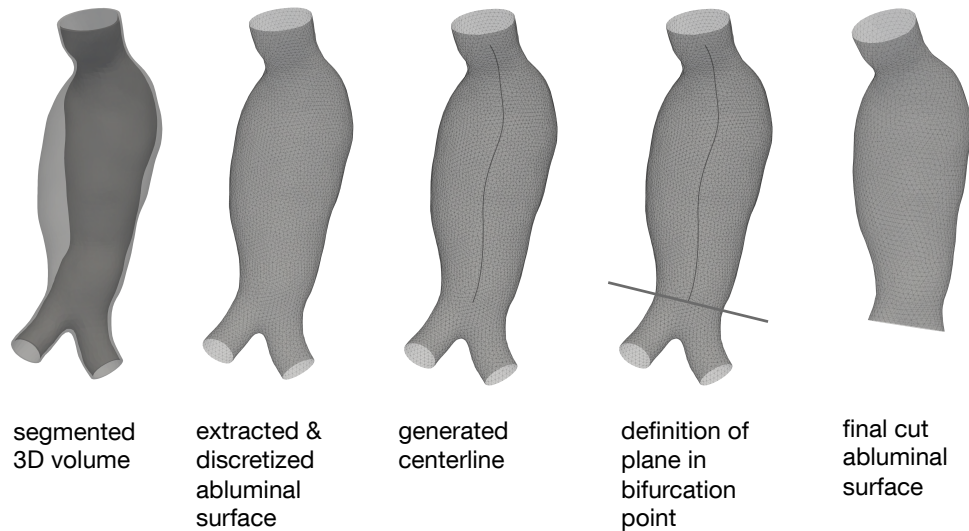 segmented
3D volume
extracted &
discretized
abluminal
surface
generated
centerline
definition of
plane in
bifurcation
point
final cut
abluminal
surface